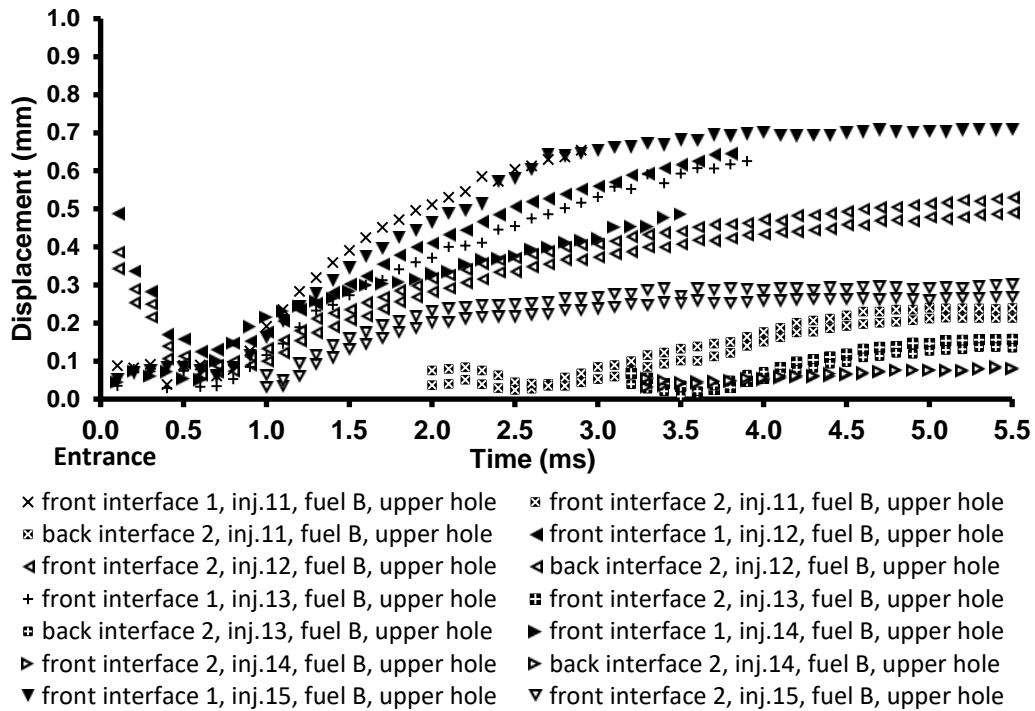 1.0
0.9
0.8
0.7
0.6
0.5
0.4
0.3
0.2
0.1
0.0
Displacement (mm)
0.0 0.5 1.0 1.5 2.0 2.5 3.0 3.5 4.0 4.5 5.0 5.5
Entrance
Time (ms)
front interface 1, inj.11, fuel B, upper hole
front interface 2, inj.11, fuel B, upper hole
back interface 2, inj.11, fuel B, upper hole
front interface 1, inj.12, fuel B, upper hole
front interface 2, inj.12, fuel B, upper hole
back interface 2, inj.12, fuel B, upper hole
front interface 1, inj.13, fuel B, upper hole
front interface 2, inj.13, fuel B, upper hole
back interface 2, inj.13, fuel B, upper hole
front interface 1, inj.14, fuel B, upper hole
front interface 2, inj.14, fuel B, upper hole
back interface 2, inj.14, fuel B, upper hole
front interface 1, inj.15, fuel B, upper hole
front interface 2, inj.15, fuel B, upper hole